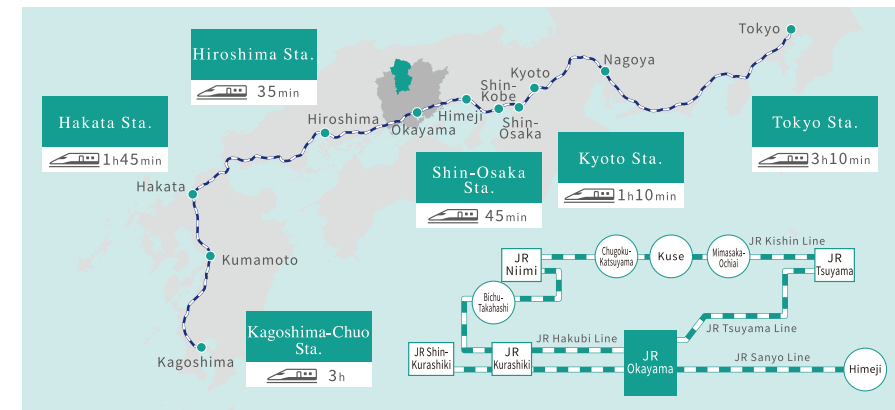 Tokyo
Hiroshima Sta.
35min
Kyoto
Nagoya
Shin-
Kobe
Hakata Sta.
1h45min
Hiroshima
Okayama
Himeji
Shin-
Osaka
Tokyo Sta.
3h10min
Shin-Osaka
Sta.
45min
Kyoto Sta.
1h10min
Hakata
Kumamoto
Kagoshima
Kagoshima-Chuo
Sta.
3h
JR
Niimi
Chugoku-
Katsuyama
Kuse
Mimasaka-
Ochiai
JR Kishin Line
JR
Tsuyama
Bichu-
Takahashi
JR Tsuyama Line
JR Hakubi Line
JR Shin-
Kurashiki
JR
Kurashiki
JR
Okayama
JR Sanyo Line
Himeji